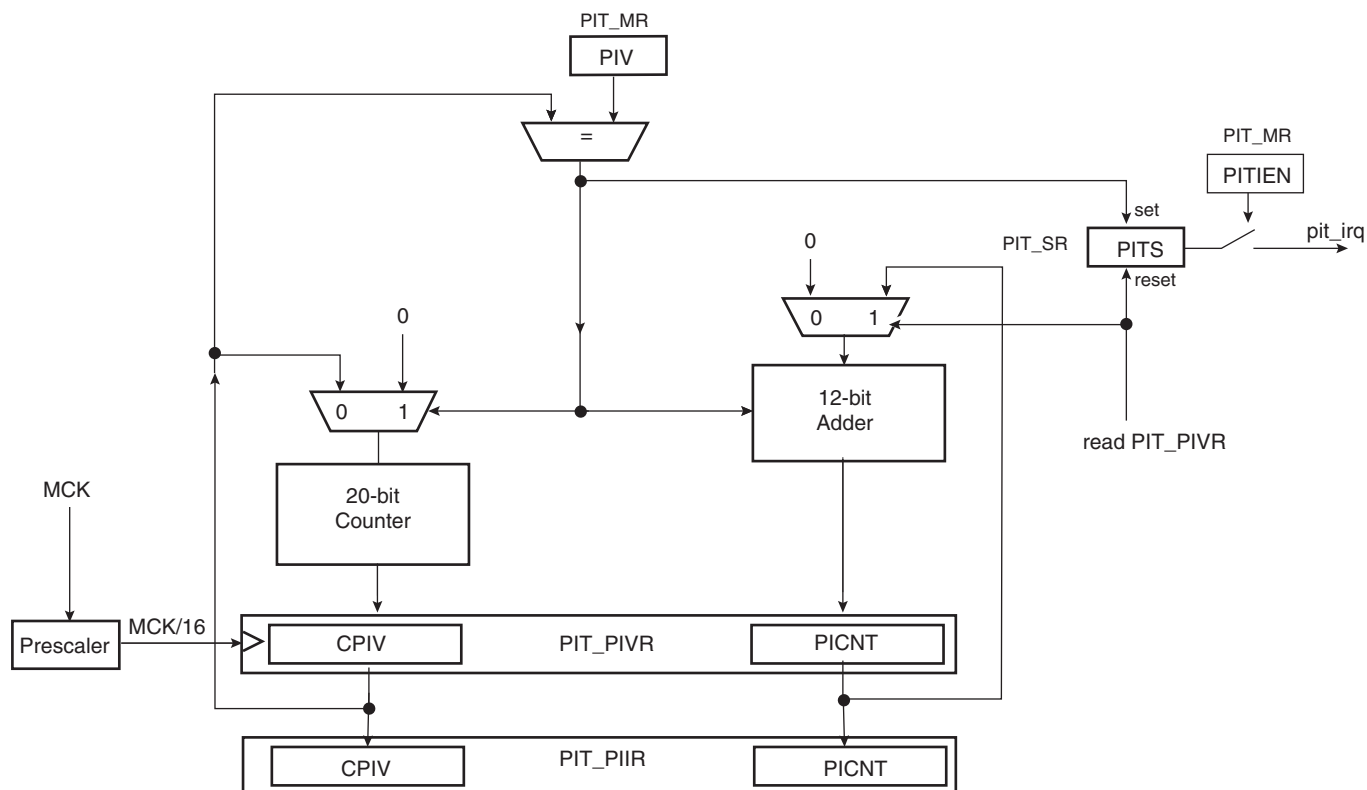 PIT_MR
PIV
=
PIT_MR
PITIEN
set
PIT_SR
PITS
pit_irq
reset
0
0 1
0
0 1
12-bit
Adder
read PIT_PIVR
MCK
20-bit
Counter
Prescaler
MCK/16
CPIV
PIT_PIVR
PICNT
CPIV
PIT_PIIR
PICNT